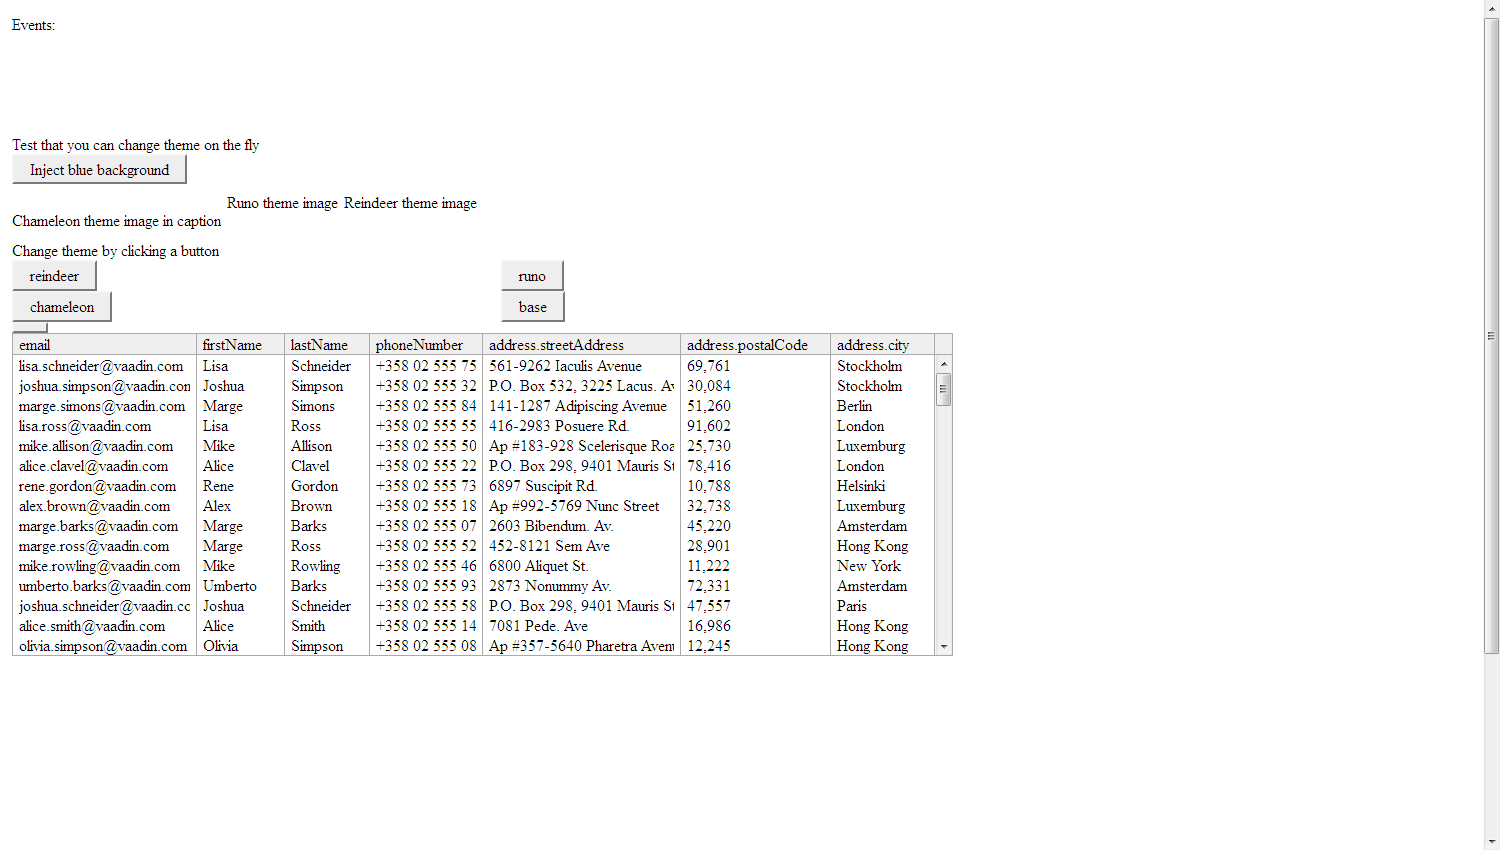 Events:
Test that you can change theme on the fly
Inject blue background
Runo theme image Reindeer theme image
Chameleon theme image in caption
Change theme by clicking a button
reindeer runo
chameleon base
email firstName lastName phoneNumber address.streetAddress address.postalCode address.city
lisa.schneider@vaadin.com Lisa Schneider +358 02 555 75 561-9262 Iaculis Avenue 69,761 Stockholm
joshua.simpson@vaadin.con Joshua Simpson +358 02 555 32 P.O. Box 532, 3225 Lacus. Av 30,084 Stockholm
marge.simons@vaadin.com Marge Simons +358 02 555 84 141-1287 Adipiscing Avenue 51,260 Berlin
lisa.ross@vaadin.com Lisa Ross +358 02 555 55 416-2983 Posuere Rd. 91,602 London
mike.allison@vaadin.com Mike Allison +358 02 555 50 Ap #183-928 Scelerisque Roa 25,730 Luxemburg
alice.clavel@vaadin.com Alice Clavel +358 02 555 22 P.O. Box 298, 9401 Mauris St 78,416 London
rene.gordon@vaadin.com Rene Gordon +358 02 555 73 6897 Suscipit Rd. 10,788 Helsinki
alex.brown@vaadin.com Alex Brown +358 02 555 18 Ap #992-5769 Nunc Street 32,738 Luxemburg
marge.barks@vaadin.com Marge Barks +358 02 555 07 2603 Bibendum. Av. 45,220 Amsterdam
marge.ross@vaadin.com Marge Ross +358 02 555 52 452-8121 Sem Ave 28,901 Hong Kong
mike.rowling@vaadin.com Mike Rowling +358 02 555 46 6800 Aliquet St. 11,222 New York
umberto.barks@vaadin.com Umberto Barks +358 02 555 93 2873 Nonummy Av. 72,331 Amsterdam
joshua.schneider@vaadin.cc Joshua Schneider +358 02 555 58 P.O. Box 298, 9401 Mauris St 47,557 Paris
alice.smith@vaadin.com Alice Smith +358 02 555 14 7081 Pede. Ave 16,986 Hong Kong
olivia.simpson@vaadin.com Olivia Simpson +358 02 555 08 Ap #357-5640 Pharetra Aven 12,245 Hong Kong